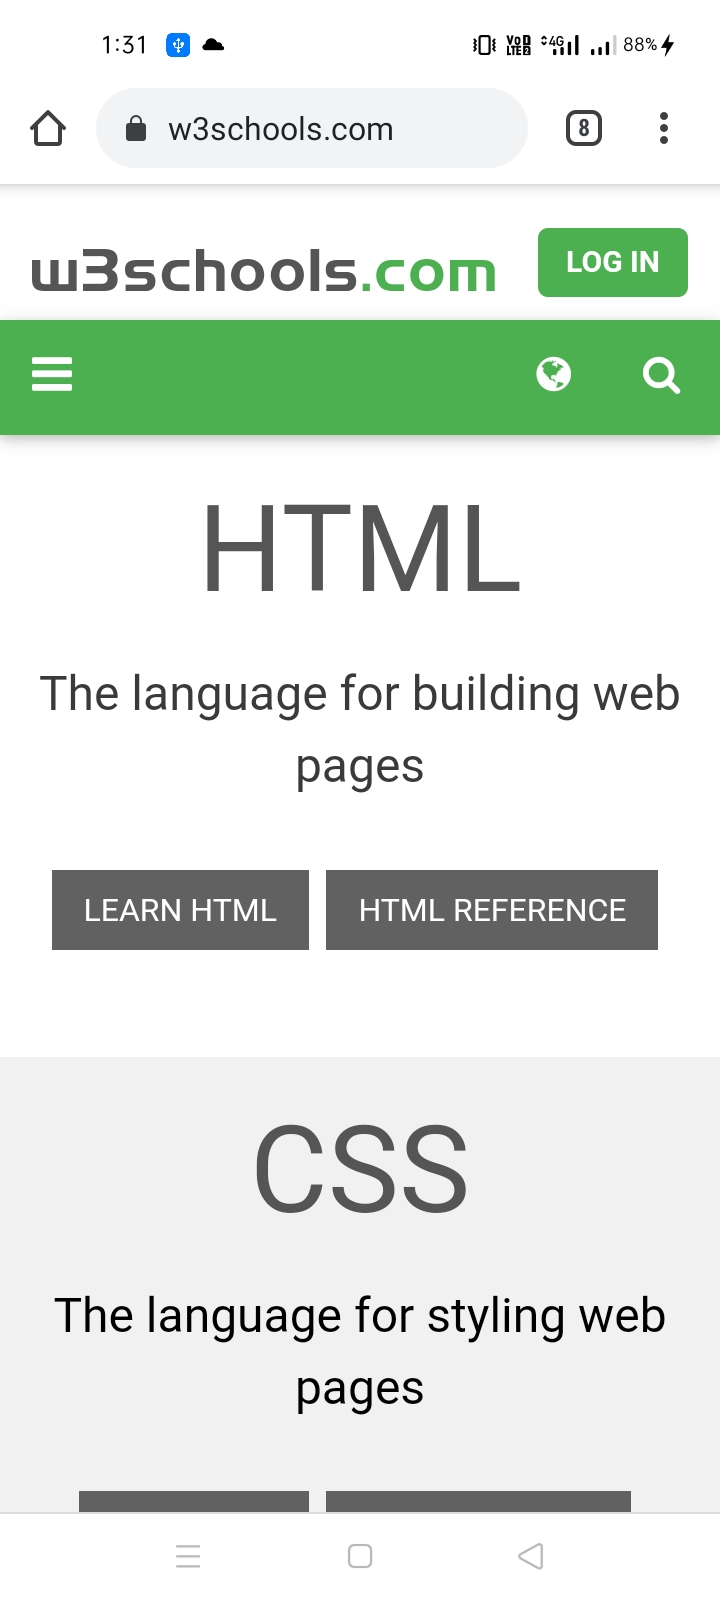 1:31 VoD LTE2 4G 88%
w3schools.com 8
w3schools.com LOG IN
HTML
The language for building web
pages
LEARN HTML HTML REFERENCE
CSS
The language for styling web
pages